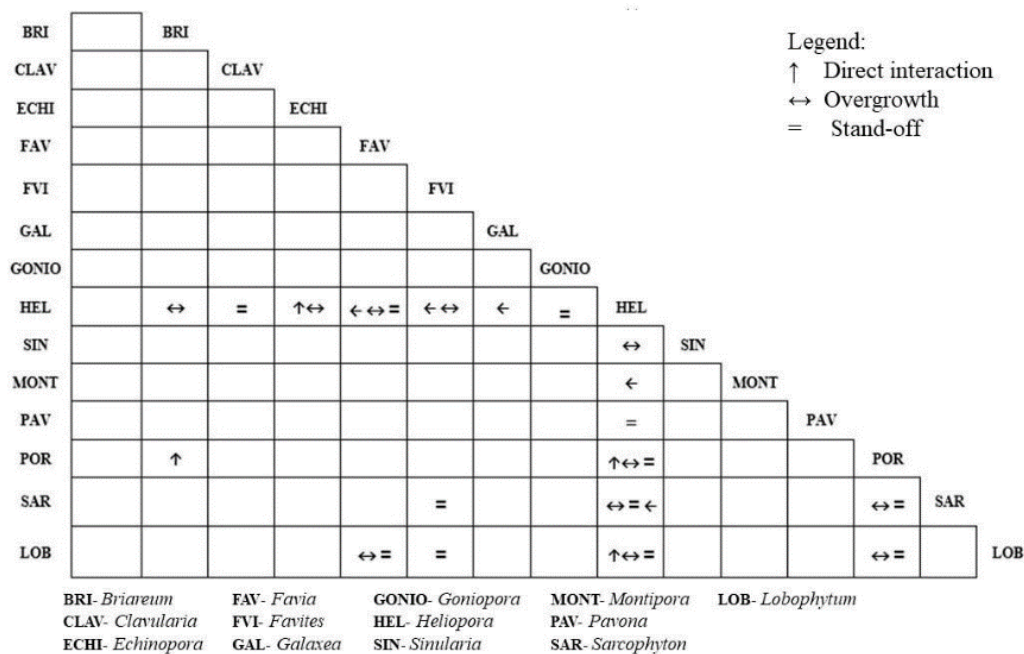 Legend:
↑ Direct interaction
↔ Overgrowth
= Stand-off
BRI BRI
CLAV CLAV
ECHI ECHI
FAV FAV
FVI FVI
GAL GAL
GONIO GONIO
HEL ↔ = ↑↔ ←↔= ←↔ ← = HEL
SIN ↔ SIN
MONT ← MONT
PAV = PAV
POR ↑ ↑↔= POR
SAR = ↔=← ↔= SAR
LOB ↔= = ↑↔= ↔= LOB
BRI- Briareum FAV- Favia GONIO- Goniopora MONT- Montipora LOB- Lobophytum
CLAV- Clavularia FVI- Favites HEL- Heliopora PAV- Pavona
ECHI- Echinopora GAL- Galaxea SIN- Sinularia SAR- Sarcophyton